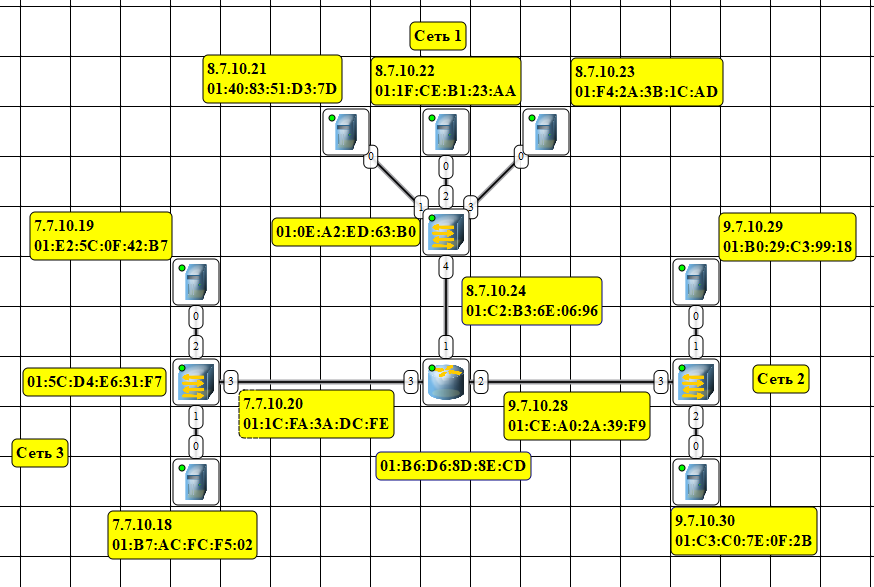 Сеть 1
8.7.10.21
01:40:83:51:D3:7D
8.7.10.22
01:1F:CE:B1:23:AA
8.7.10.23
01:F4:2A:3B:1C:AD
0
0
0
1
2
3
01:0E:A2:ED:63:B0
4
7.7.10.19
01:E2:5C:0F:42:B7
9.7.10.29
01:B0:29:C3:99:18
8.7.10.24
01:C2:B3:6E:06:96
0
2
1
0
1
01:5C:D4:E6:31:F7
3
3
2
3
Сеть 2
7.7.10.20
01:1C:FA:3A:DC:FE
9.7.10.28
01:CE:A0:2A:39:F9
1
0
2
0
Сеть 3
01:B6:D6:8D:8E:CD
7.7.10.18
01:B7:AC:FC:F5:02
9.7.10.30
01:C3:C0:7E:0F:2B